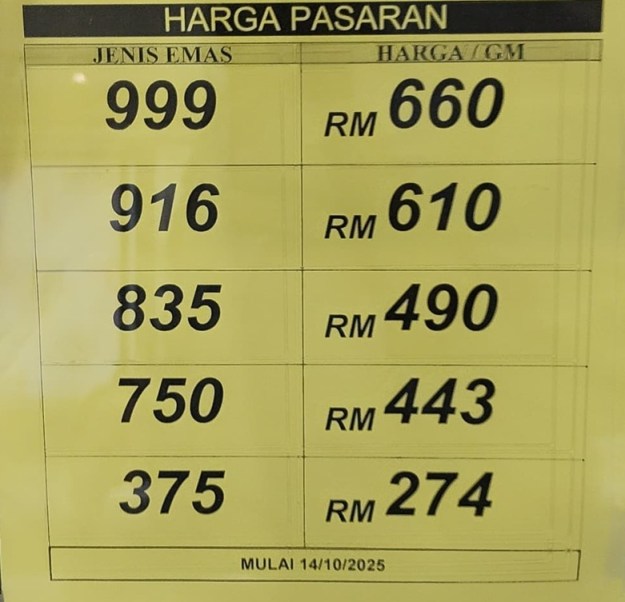 HARGA PASARAN
JENIS EMAS HARGA / GM
999 RM 660
916 RM 610
835 RM 490
750 RM 443
375 RM 274
MULAI 14/10/2025